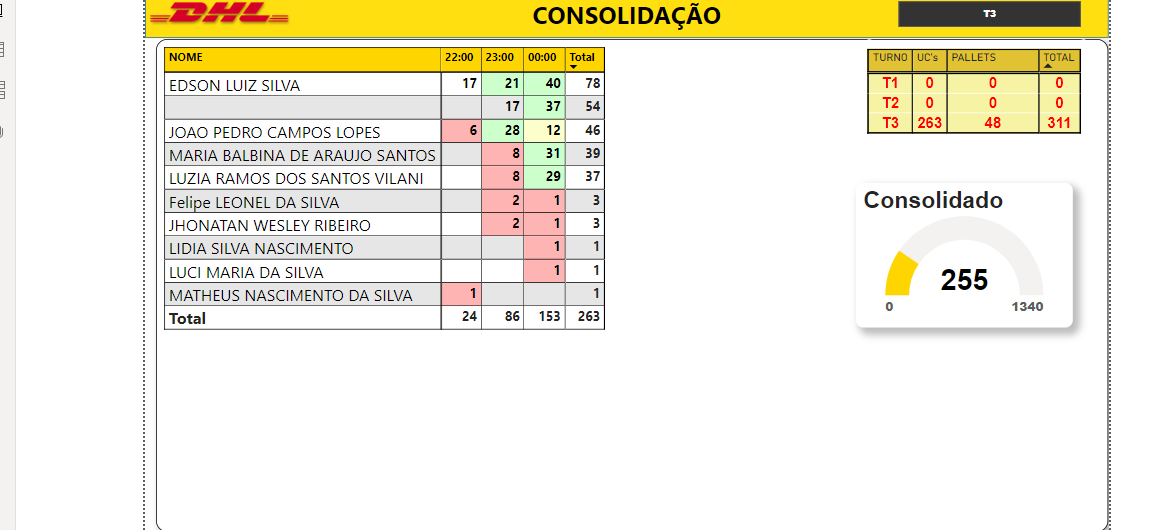 DHL CONSOLIDAÇÃO T3
NOME 22:00 23:00 00:00 Total
EDSON LUIZ SILVA 17 21 40 78
17 37 54
JOAO PEDRO CAMPOS LOPES 6 28 12 46
MARIA BALBINA DE ARAUJO SANTOS 8 31 39
LUZIA RAMOS DOS SANTOS VILANI 8 29 37
Felipe LEONEL DA SILVA 2 1 3
JHONATAN WESLEY RIBEIRO 2 1 3
LIDIA SILVA NASCIMENTO 1 1
LUCI MARIA DA SILVA 1 1
MATHEUS NASCIMENTO DA SILVA 1 1
Total 24 86 153 263
TURNO UC's PALLETS TOTAL
T1 0 0 0
T2 0 0 0
T3 263 48 311
Consolidado
255
0 1340